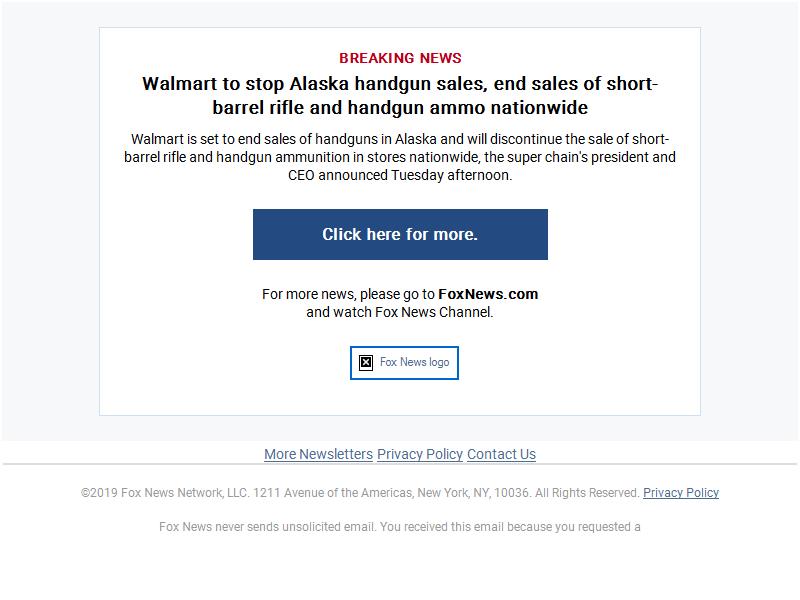 BREAKING NEWS
Walmart to stop Alaska handgun sales, end sales of short-
barrel rifle and handgun ammo nationwide
Walmart is set to end sales of handguns in Alaska and will discontinue the sale of short-
barrel rifle and handgun ammunition in stores nationwide, the super chain's president and
CEO announced Tuesday afternoon.
Click here for more.
For more news, please go to FoxNews.com
and watch Fox News Channel.
Fox News logo
More Newsletters Privacy Policy Contact Us
©2019 Fox News Network, LLC. 1211 Avenue of the Americas, New York, NY, 10036. All Rights Reserved. Privacy Policy
Fox News never sends unsolicited email. You received this email because you requested a